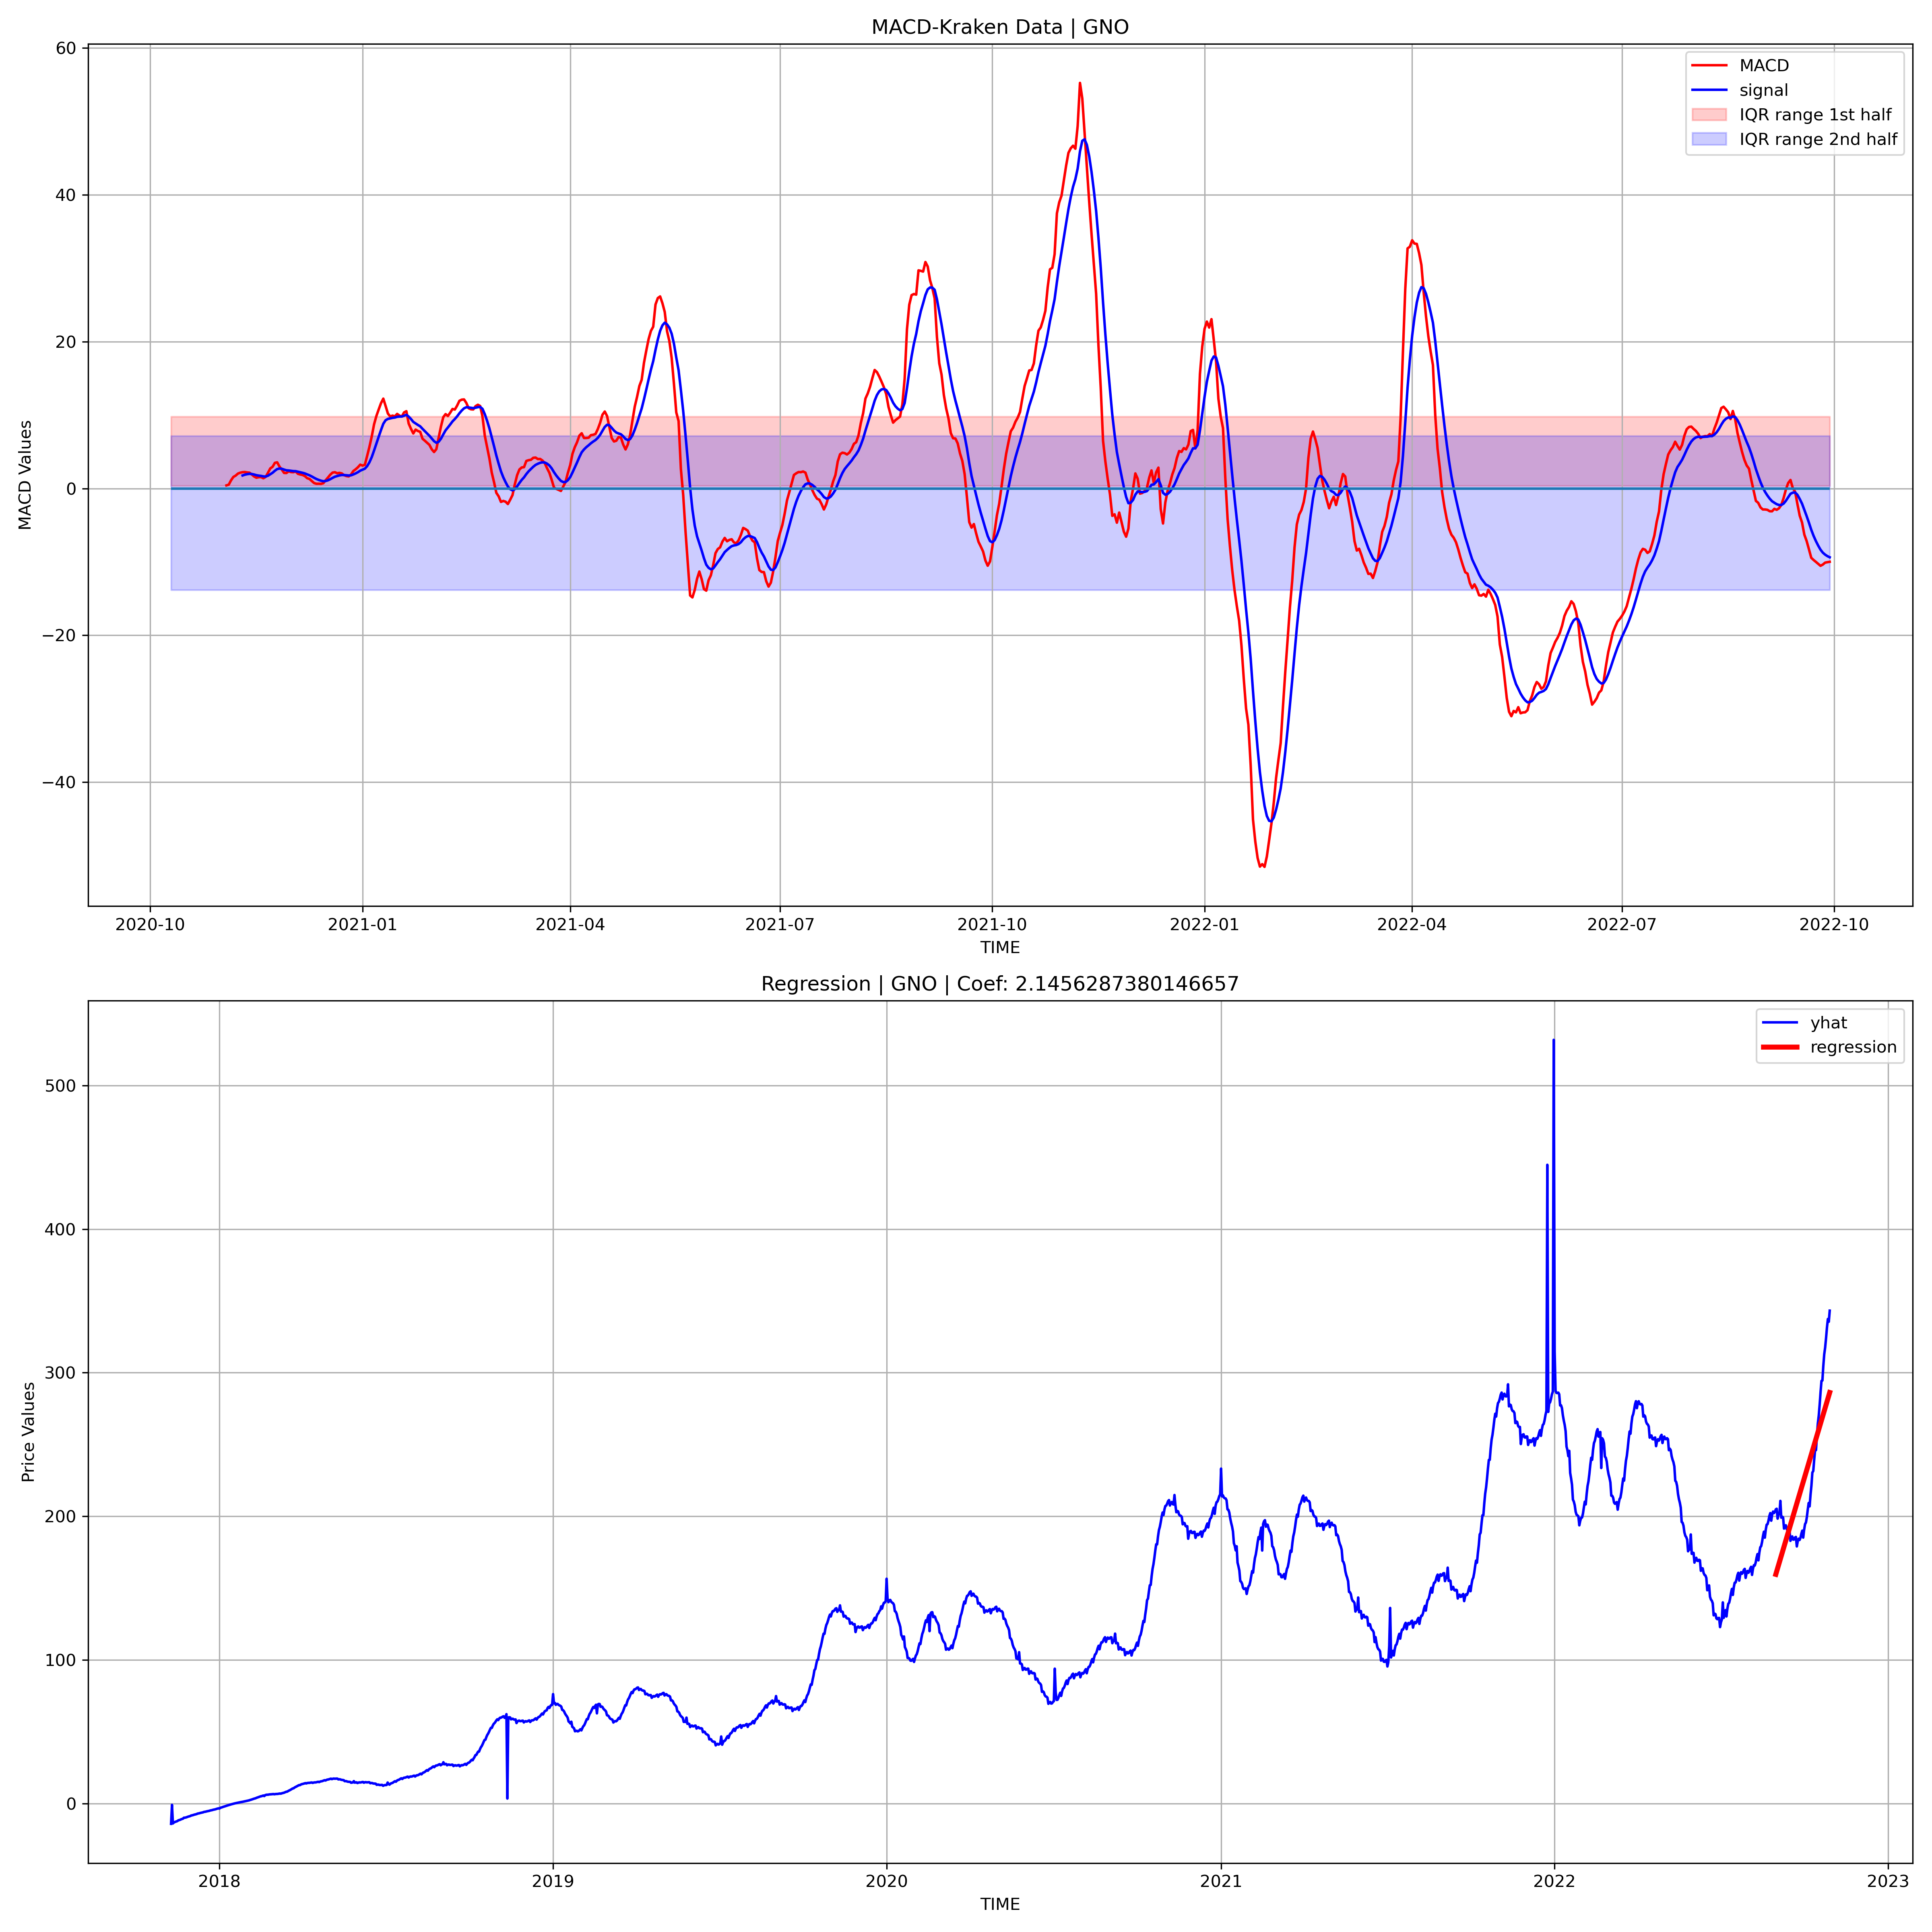 MACD-Kraken Data | GNO
60
40
20
0
−20
−40
MACD Values
MACD
signal
IQR range 1st half
IQR range 2nd half
2020-10 2021-01 2021-04 2021-07 2021-10 2022-01 2022-04 2022-07 2022-10
TIME
Regression | GNO | Coef: 2.1456287380146657
500
400
300
200
100
0
Price Values
yhat
regression
2018 2019 2020 2021 2022 2023
TIME